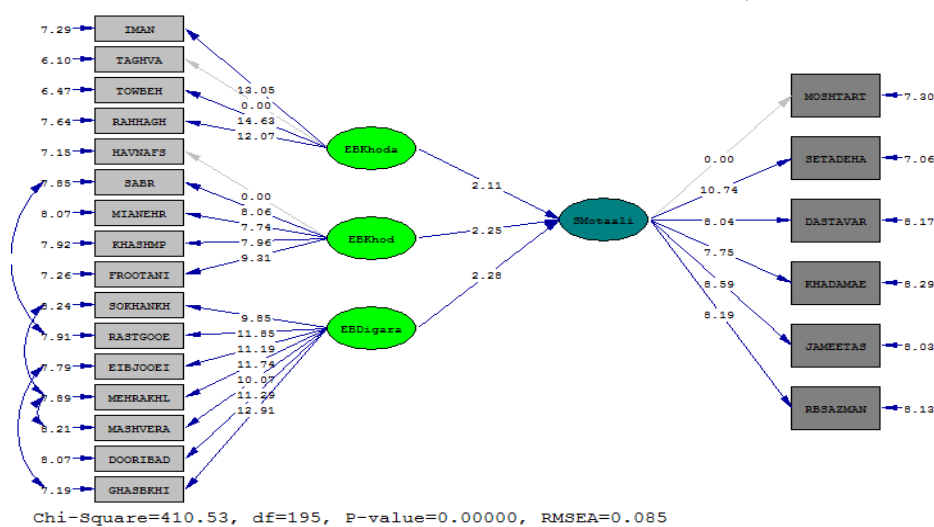 7.29 IMAN
6.10 TAGHVA
6.47 TOWBEH
7.64 RAHHAGH
7.15 HAVNAFS
7.85 SABR
8.07 MIANEHR
7.92 KHASHMP
7.26 FROOTANI
8.24 SOKHANKH
7.91 RASTGOOE
7.79 EIBJOOEI
7.89 MEHRAKHL
8.21 MASHVERA
8.07 DOORIBAD
7.19 GHASBKHI
13.05
0.00
14.63
12.07
EBKhoda
0.00
8.06
7.74
7.96
9.31
EBKhod
9.85
11.85
11.19
11.74
10.07
11.29
12.91
EBDigara
2.11
2.25
2.28
SMotaali
0.00
10.74
8.04
7.75
8.59
8.19
MOSHTART 7.30
SETADEHA 7.06
DASTAVAR 8.17
KHADAMAE 8.29
JAMEETAS 8.03
RBSAZMAN 8.13
Chi-Square=410.53, df=195, P-value=0.00000, RMSEA=0.085